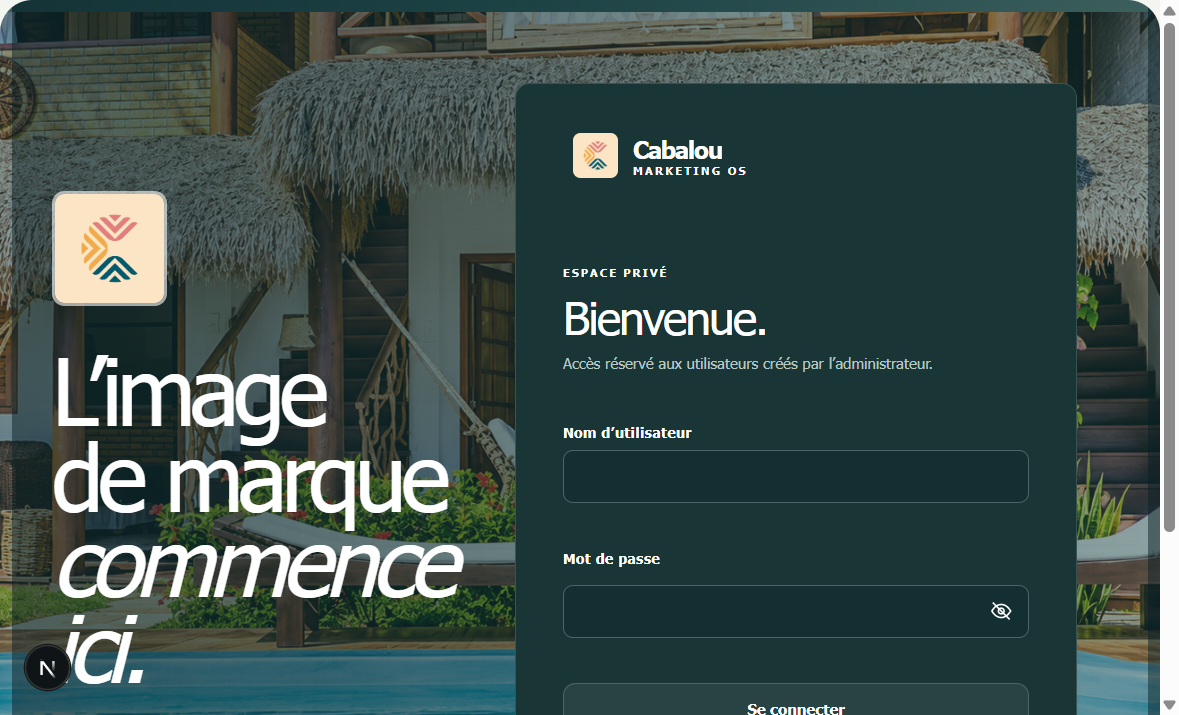 Cabalou
MARKETING OS
L’image
de marque
commence
ici.
ESPACE PRIVÉ
Bienvenue.
Accès réservé aux utilisateurs créés par l’administrateur.
Nom d’utilisateur
Mot de passe
Se connecter
N